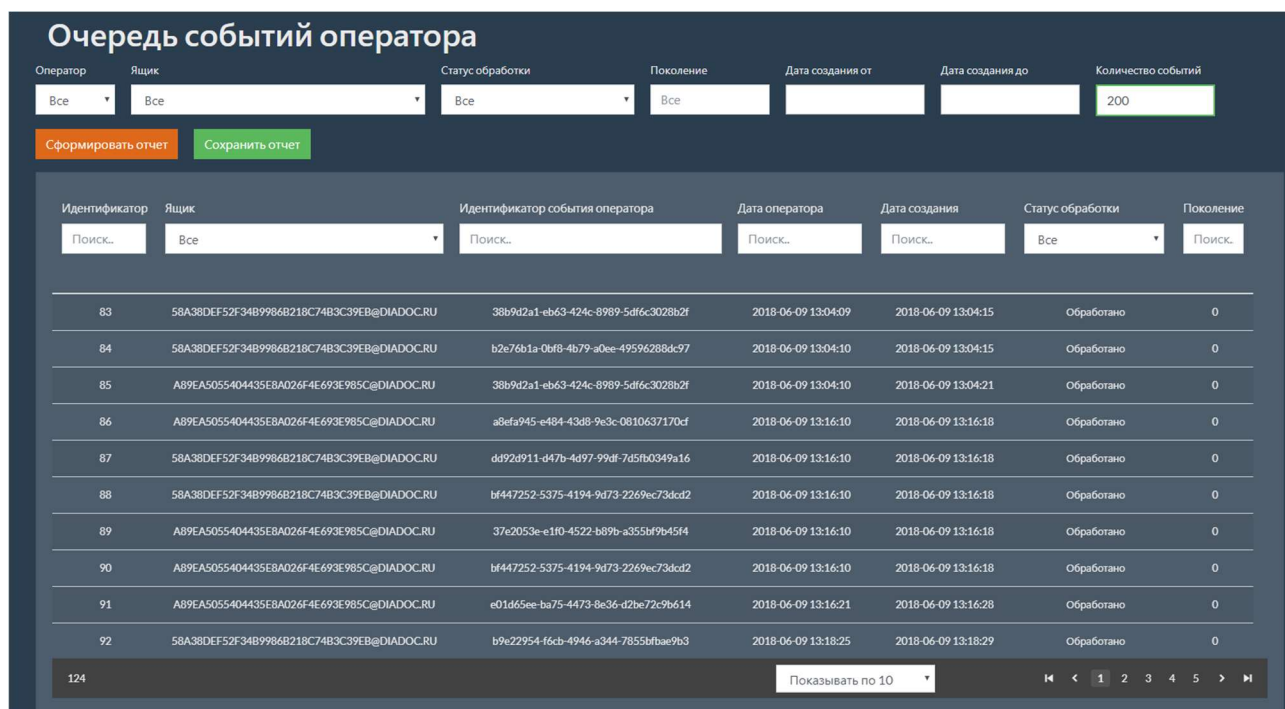 Очередь событий оператора
Оператор Ящик Статус обработки Поколение Дата создания от Дата создания до Количество событий
Все Все Все Все 200
Сформировать отчет Сохранить отчет
Идентификатор Ящик Идентификатор события оператора Дата оператора Дата создания Статус обработки Поколение
Поиск.. Все Поиск.. Поиск.. Поиск.. Все Поиск..
83 58A38DEF52F34B9986B218C74B3C39EB@DIADOC.RU 38b9d2a1-eb63-424c-8989-5df6c3028b2f 2018-06-09 13:04:09 2018-06-09 13:04:15 Обработано 0
84 58A38DEF52F34B9986B218C74B3C39EB@DIADOC.RU b2e76b1a-0bf8-4b79-a0ee-49596288dc97 2018-06-09 13:04:10 2018-06-09 13:04:15 Обработано 0
85 A89EA5055404435E8A026F4E693E985C@DIADOC.RU 38b9d2a1-eb63-424c-8989-5df6c3028b2f 2018-06-09 13:04:10 2018-06-09 13:04:21 Обработано 0
86 A89EA5055404435E8A026F4E693E985C@DIADOC.RU a8efa945-e484-43d8-9e3c-0810637170cf 2018-06-09 13:16:10 2018-06-09 13:16:18 Обработано 0
87 58A38DEF52F34B9986B218C74B3C39EB@DIADOC.RU dd92d911-d47b-4d97-99df-7d5fb0349a16 2018-06-09 13:16:10 2018-06-09 13:16:18 Обработано 0
88 58A38DEF52F34B9986B218C74B3C39EB@DIADOC.RU bf447252-5375-4194-9d73-2269ec73dcd2 2018-06-09 13:16:10 2018-06-09 13:16:18 Обработано 0
89 A89EA5055404435E8A026F4E693E985C@DIADOC.RU 37e2053e-e1f0-4522-b89b-a355bf9b45f4 2018-06-09 13:16:10 2018-06-09 13:16:18 Обработано 0
90 A89EA5055404435E8A026F4E693E985C@DIADOC.RU bf447252-5375-4194-9d73-2269ec73dcd2 2018-06-09 13:16:10 2018-06-09 13:16:18 Обработано 0
91 A89EA5055404435E8A026F4E693E985C@DIADOC.RU e01d65ee-ba75-4473-8e36-d2be72c9b614 2018-06-09 13:16:21 2018-06-09 13:16:28 Обработано 0
92 58A38DEF52F34B9986B218C74B3C39EB@DIADOC.RU b9e22954-f6cb-4946-a344-7855bfbae9b3 2018-06-09 13:18:25 2018-06-09 13:18:29 Обработано 0
124 Показывать по 10 1 2 3 4 5